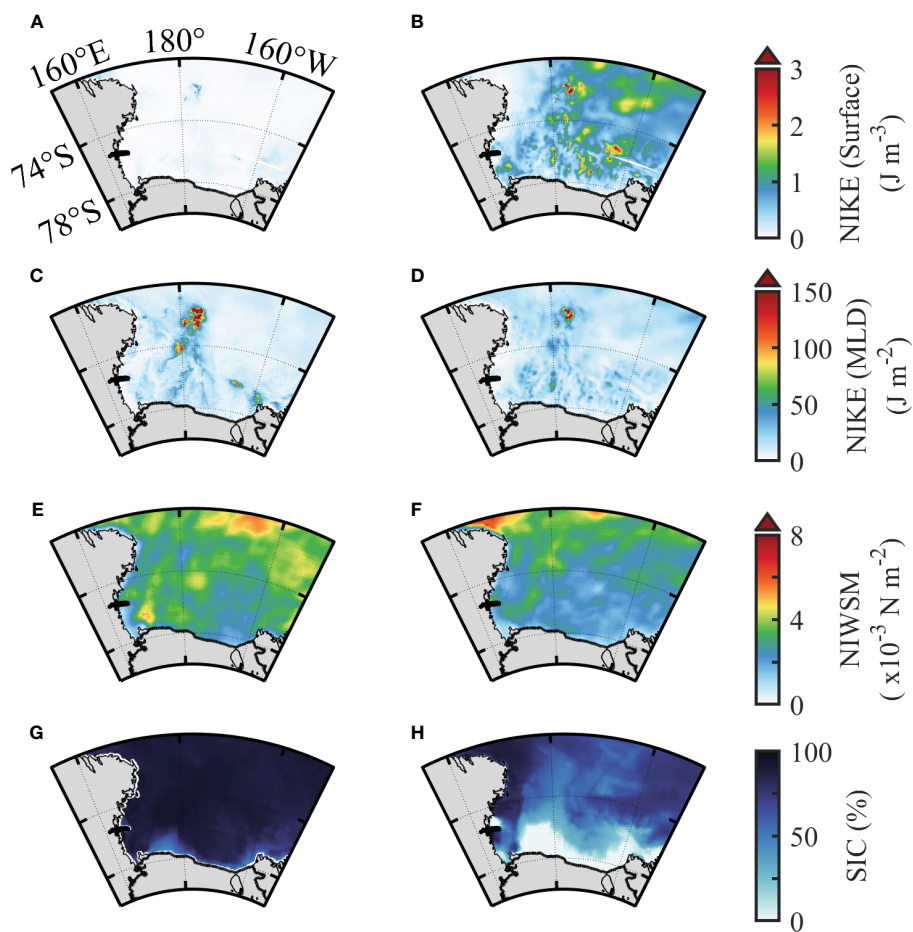 A
B
160°E
180°
160°W
74°S
78°S
3
2
1
0
NIKE (Surface)
(J m-3)
C
D
150
100
50
0
NIKE (MLD)
(J m-2)
E
F
8
4
0
NIWSM
( x10-3 N m-2)
G
H
100
50
0
SIC (%)